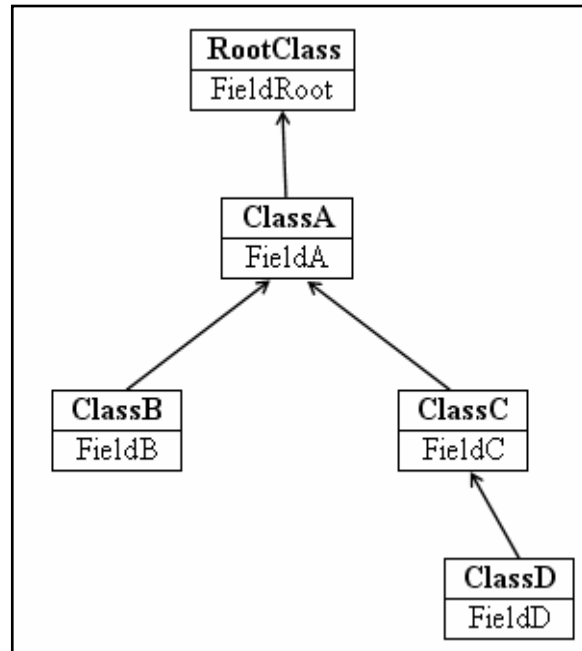 RootClass
FieldRoot
ClassA
FieldA
ClassB
FieldB
ClassC
FieldC
ClassD
FieldD